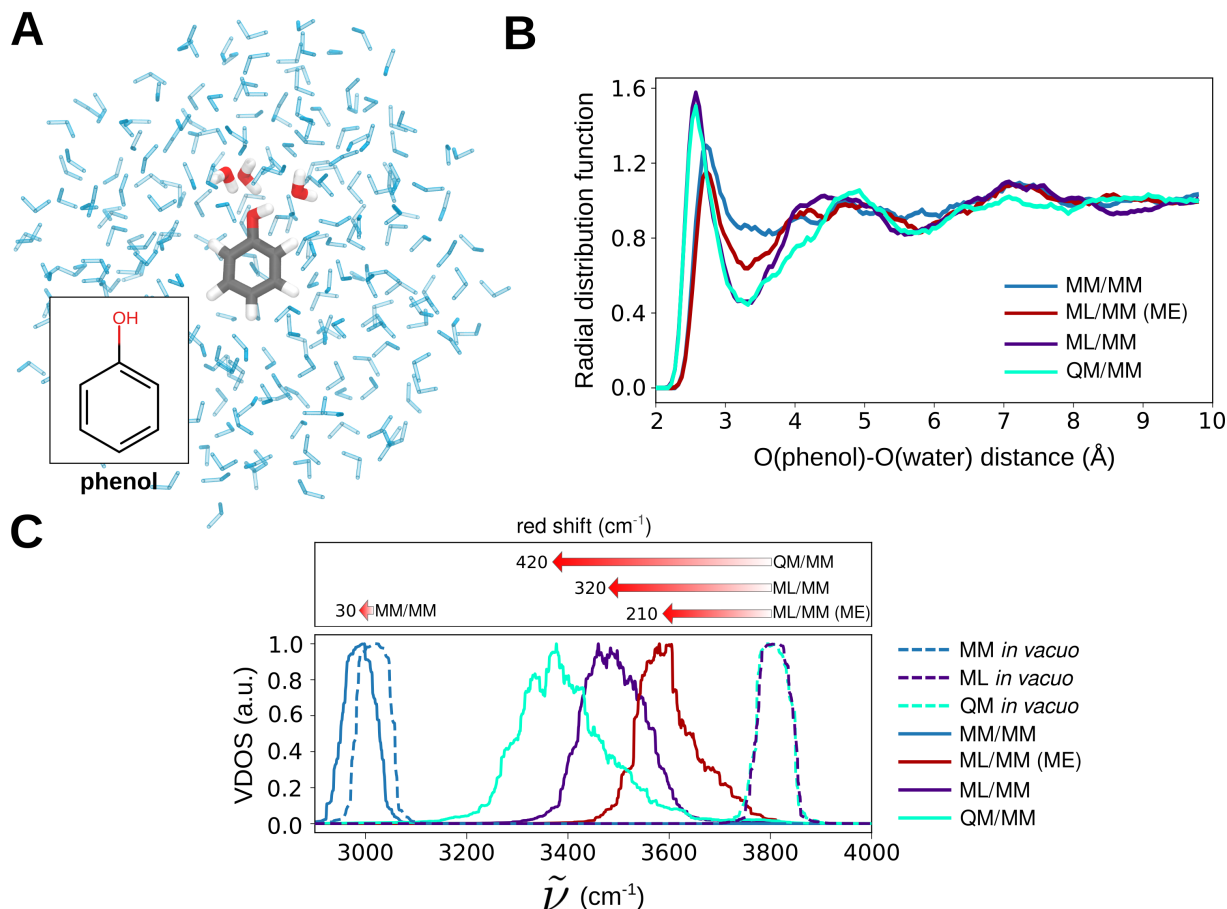 A
OH
phenol
B
Radial distribution function
1.6
1.2
0.8
0.4
0.0
2 3 4 5 6 7 8 9 10
O(phenol)-O(water) distance (Å)
MM/MM
ML/MM (ME)
ML/MM
QM/MM
C
red shift (cm⁻¹)
420 QM/MM
320 ML/MM
30 MM/MM 210 ML/MM (ME)
VDOS (a.u.)
1.0
0.8
0.6
0.4
0.2
0.0
3000 3200 3400 3600 3800 4000
ṽ (cm⁻¹)
MM in vacuo
ML in vacuo
QM in vacuo
MM/MM
ML/MM (ME)
ML/MM
QM/MM